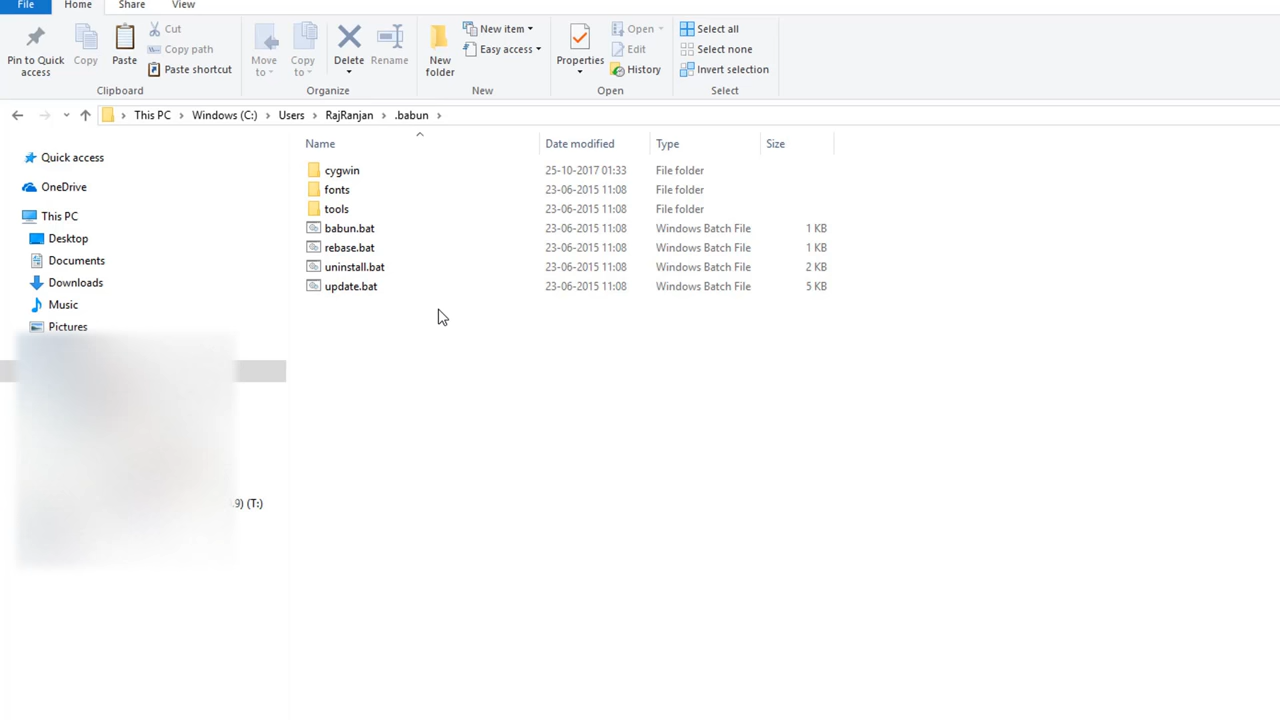 File Home Share View
Cut
Copy path
Paste shortcut
Pin to Quick access
Copy
Paste
Clipboard
Move to
Copy to
Delete
Rename
Organize
New folder
New item
Easy access
New
Properties
Open
Edit
History
Open
Select all
Select none
Invert selection
Select
This PC Windows (C:) Users RajRanjan .babun
Name Date modified Type Size
Quick access
OneDrive
This PC
Desktop
Documents
Downloads
Music
Pictures
(T:)
cygwin 25-10-2017 01:33 File folder
fonts 23-06-2015 11:08 File folder
tools 23-06-2015 11:08 File folder
babun.bat 23-06-2015 11:08 Windows Batch File 1 KB
rebase.bat 23-06-2015 11:08 Windows Batch File 1 KB
uninstall.bat 23-06-2015 11:08 Windows Batch File 2 KB
update.bat 23-06-2015 11:08 Windows Batch File 5 KB